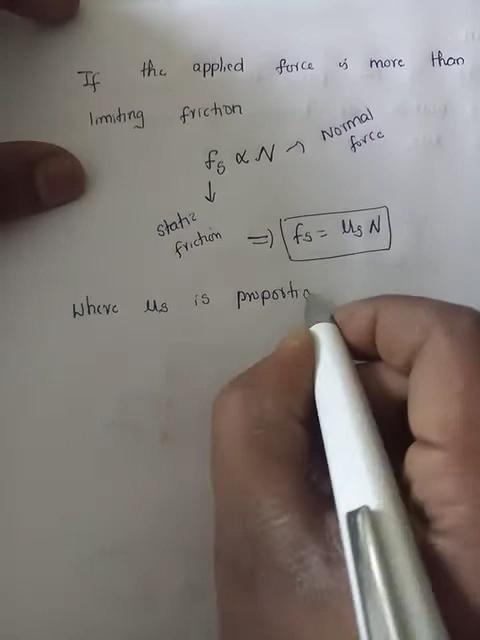 If the applied force is more than
limiting friction
fs ∝ N → Normal force
↓
static friction ⇒ fs = μs N
Where μs is proportio